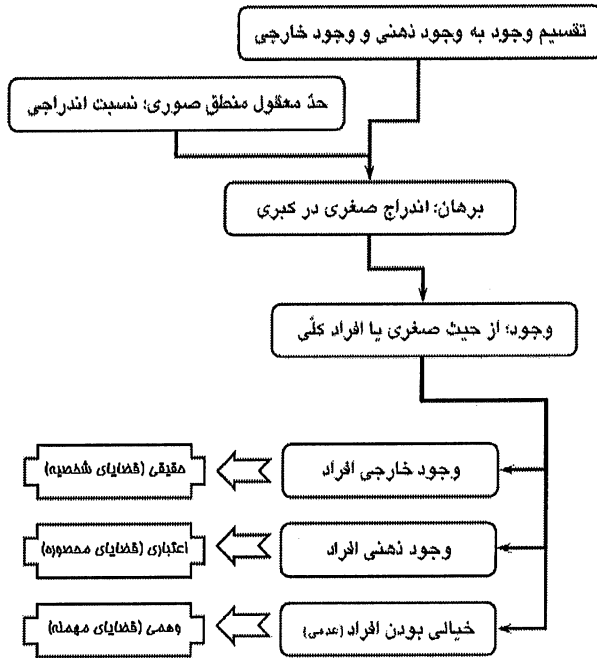 تقسیم وجود به وجود ذهنی و وجود خارجی
حدّ معقول منطق صوری؛ نسبت اندراجی
برهان؛ اندراج صغری در کبری
وجود؛ از حیث صغری یا افراد کلّی
وجود خارجی افراد
حقیقی (قضایای شخصیه)
وجود ذهنی افراد
اعتباری (قضایای محصوره)
خیالی بودن افراد (عدمی)
وهمی (قضایای مهمله)